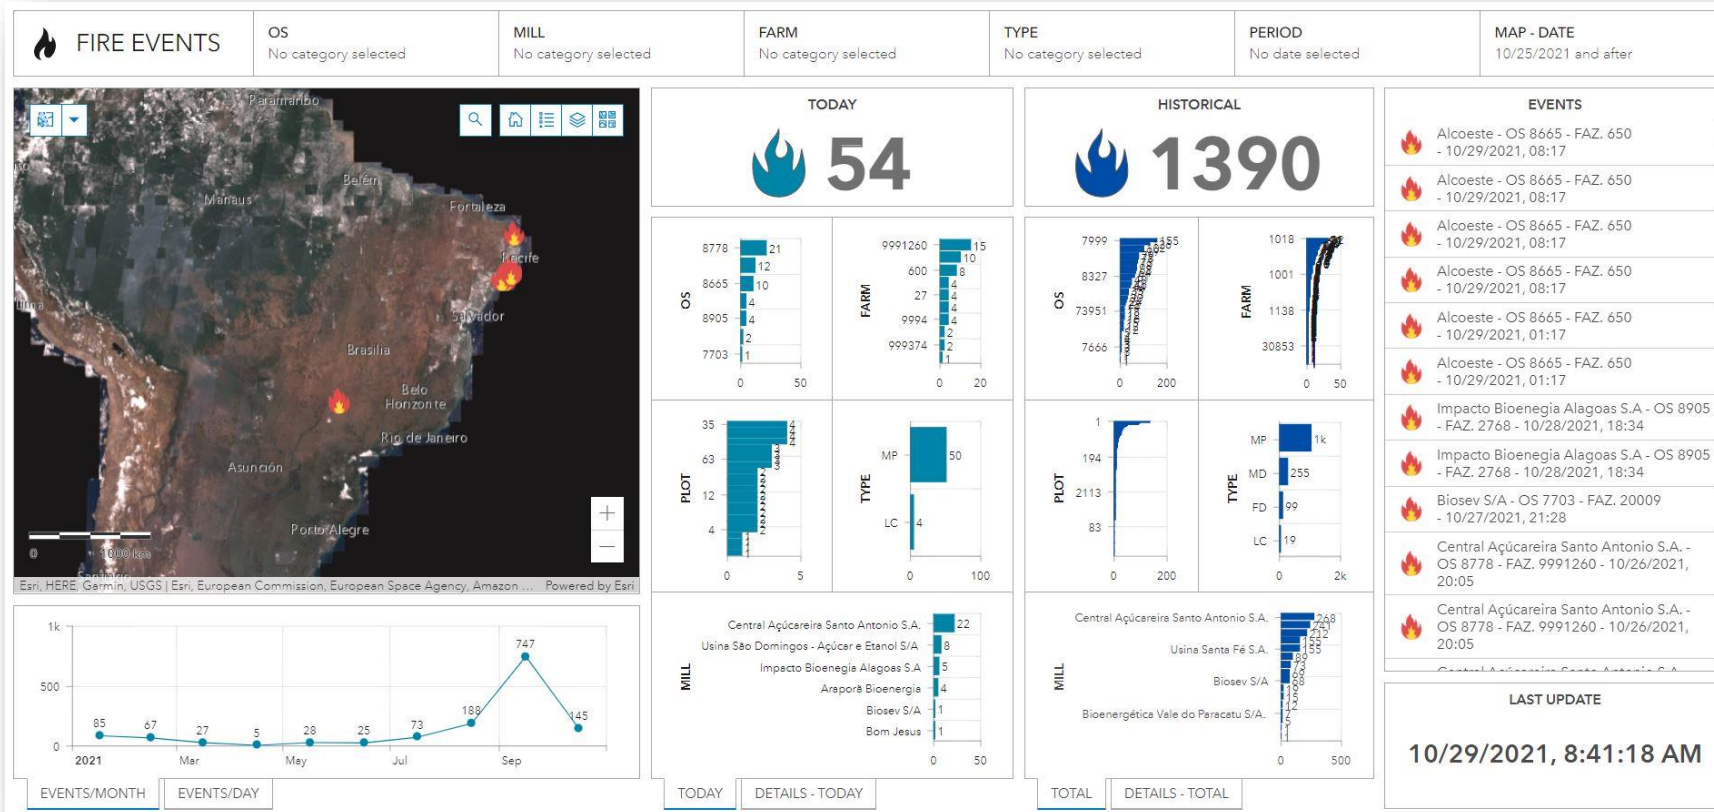 FIRE EVENTS
OS
No category selected
MILL
No category selected
FARM
No category selected
TYPE
No category selected
PERIOD
No date selected
MAP - DATE
10/25/2021 and after
Paramaribo
Belém
Manaus
Fortaleza
Recife
Lima
Salvador
Brasília
Belo
Horizonte
Rio de Janeiro
Asunción
Porto Alegre
0 1000 km
Santiago
Esri, HERE, Garmin, USGS | Esri, European Commission, European Space Agency, Amazon ... Powered by Esri
1k
500
0
85
67
27
5
28
25
73
188
747
145
2021 Mar May Jul Sep
EVENTS/MONTH EVENTS/DAY
TODAY
54
OS
8778 21
12
8665 10
4
8905 4
2
7703 1
0 50
FARM
9991260 15
10
600 8
4
27 4
4
9994 4
2
999374 2
1
0 20
PLOT
35
63
12
4
0 5
TYPE
MP 50
LC 4
0 100
MILL
Central Açúcareira Santo Antonio S.A. 22
Usina São Domingos - Açúcar e Etanol S/A 8
Impacto Bioenegia Alagoas S.A 5
Araporã Bioenergia 4
Biosev S/A 1
Bom Jesus 1
0 50
TODAY DETAILS - TODAY
HISTORICAL
1390
OS
7999 155
8327
73951
7666
0 200
FARM
1018
1001
1138
30853
0 50
PLOT
1
194
2113
83
0 200
TYPE
MP 1k
MD 255
FD 99
LC 19
0 2k
MILL
Central Açúcareira Santo Antonio S.A. 268
241
212
155
Usina Santa Fé S.A. 155
Biosev S/A 68
Bioenergética Vale do Paracatu S/A.
0 500
TOTAL DETAILS - TOTAL
EVENTS
Alcoeste - OS 8665 - FAZ. 650
- 10/29/2021, 08:17
Alcoeste - OS 8665 - FAZ. 650
- 10/29/2021, 08:17
Alcoeste - OS 8665 - FAZ. 650
- 10/29/2021, 08:17
Alcoeste - OS 8665 - FAZ. 650
- 10/29/2021, 08:17
Alcoeste - OS 8665 - FAZ. 650
- 10/29/2021, 01:17
Alcoeste - OS 8665 - FAZ. 650
- 10/29/2021, 01:17
Impacto Bioenegia Alagoas S.A - OS 8905
- FAZ. 2768 - 10/28/2021, 18:34
Impacto Bioenegia Alagoas S.A - OS 8905
- FAZ. 2768 - 10/28/2021, 18:34
Biosev S/A - OS 7703 - FAZ. 20009
- 10/27/2021, 21:28
Central Açúcareira Santo Antonio S.A. -
OS 8778 - FAZ. 9991260 - 10/26/2021,
20:05
Central Açúcareira Santo Antonio S.A. -
OS 8778 - FAZ. 9991260 - 10/26/2021,
20:05
LAST UPDATE
10/29/2021, 8:41:18 AM